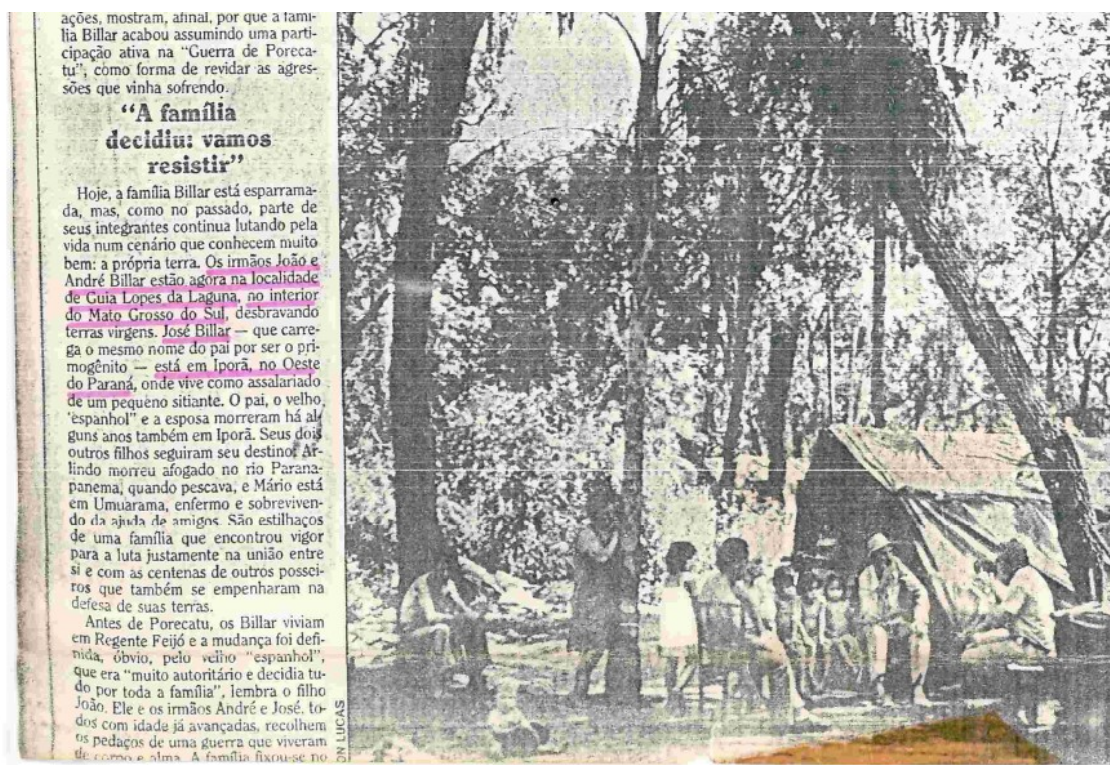 ações, mostram, afinal, por que a famí-
lia Billar acabou assumindo uma parti-
cipação ativa na "Guerra de Poreca-
tu", como forma de revidar as agres-
sões que vinha sofrendo.
"A família
decidiu: vamos
resistir"
Hoje, a família Billar está esparrama-
da, mas, como no passado, parte de
seus integrantes continua lutando pela
vida num cenário que conhecem muito
bem: a própria terra. Os irmãos João e
André Billar estão agora na localidade
de Guia Lopes da Laguna, no interior
do Mato Grosso do Sul, desbravando
terras virgens. José Billar — que carre-
ga o mesmo nome do pai por ser o pri-
mogênito — está em Iporã, no Oeste
do Paraná, onde vive como assalariado
de um pequeno sitiante. O pai, o velho
"espanhol" e a esposa morreram há al-
guns anos também em Iporã. Seus dois
outros filhos seguiram seu destino: Ar-
lindo morreu afogado no rio Parana-
panema, quando pescava, e Mário está
em Umuarama, enfermo e sobreviven-
do da ajuda de amigos. São estilhaços
de uma família que encontrou vigor
para a luta justamente na união entre
si e com as centenas de outros possei-
ros que também se empenharam na
defesa de suas terras.
Antes de Porecatu, os Billar viviam
em Regente Feijó e a mudança foi defi-
nida, óbvio, pelo velho "espanhol",
que era "muito autoritário e decidia tu-
do por toda a família", lembra o filho
João. Ele e os irmãos André e José, to-
dos com idade já avançadas, recolhem
os pedaços de uma guerra que viveram
de corpo e alma. A família fixou-se no
ON LUCAS